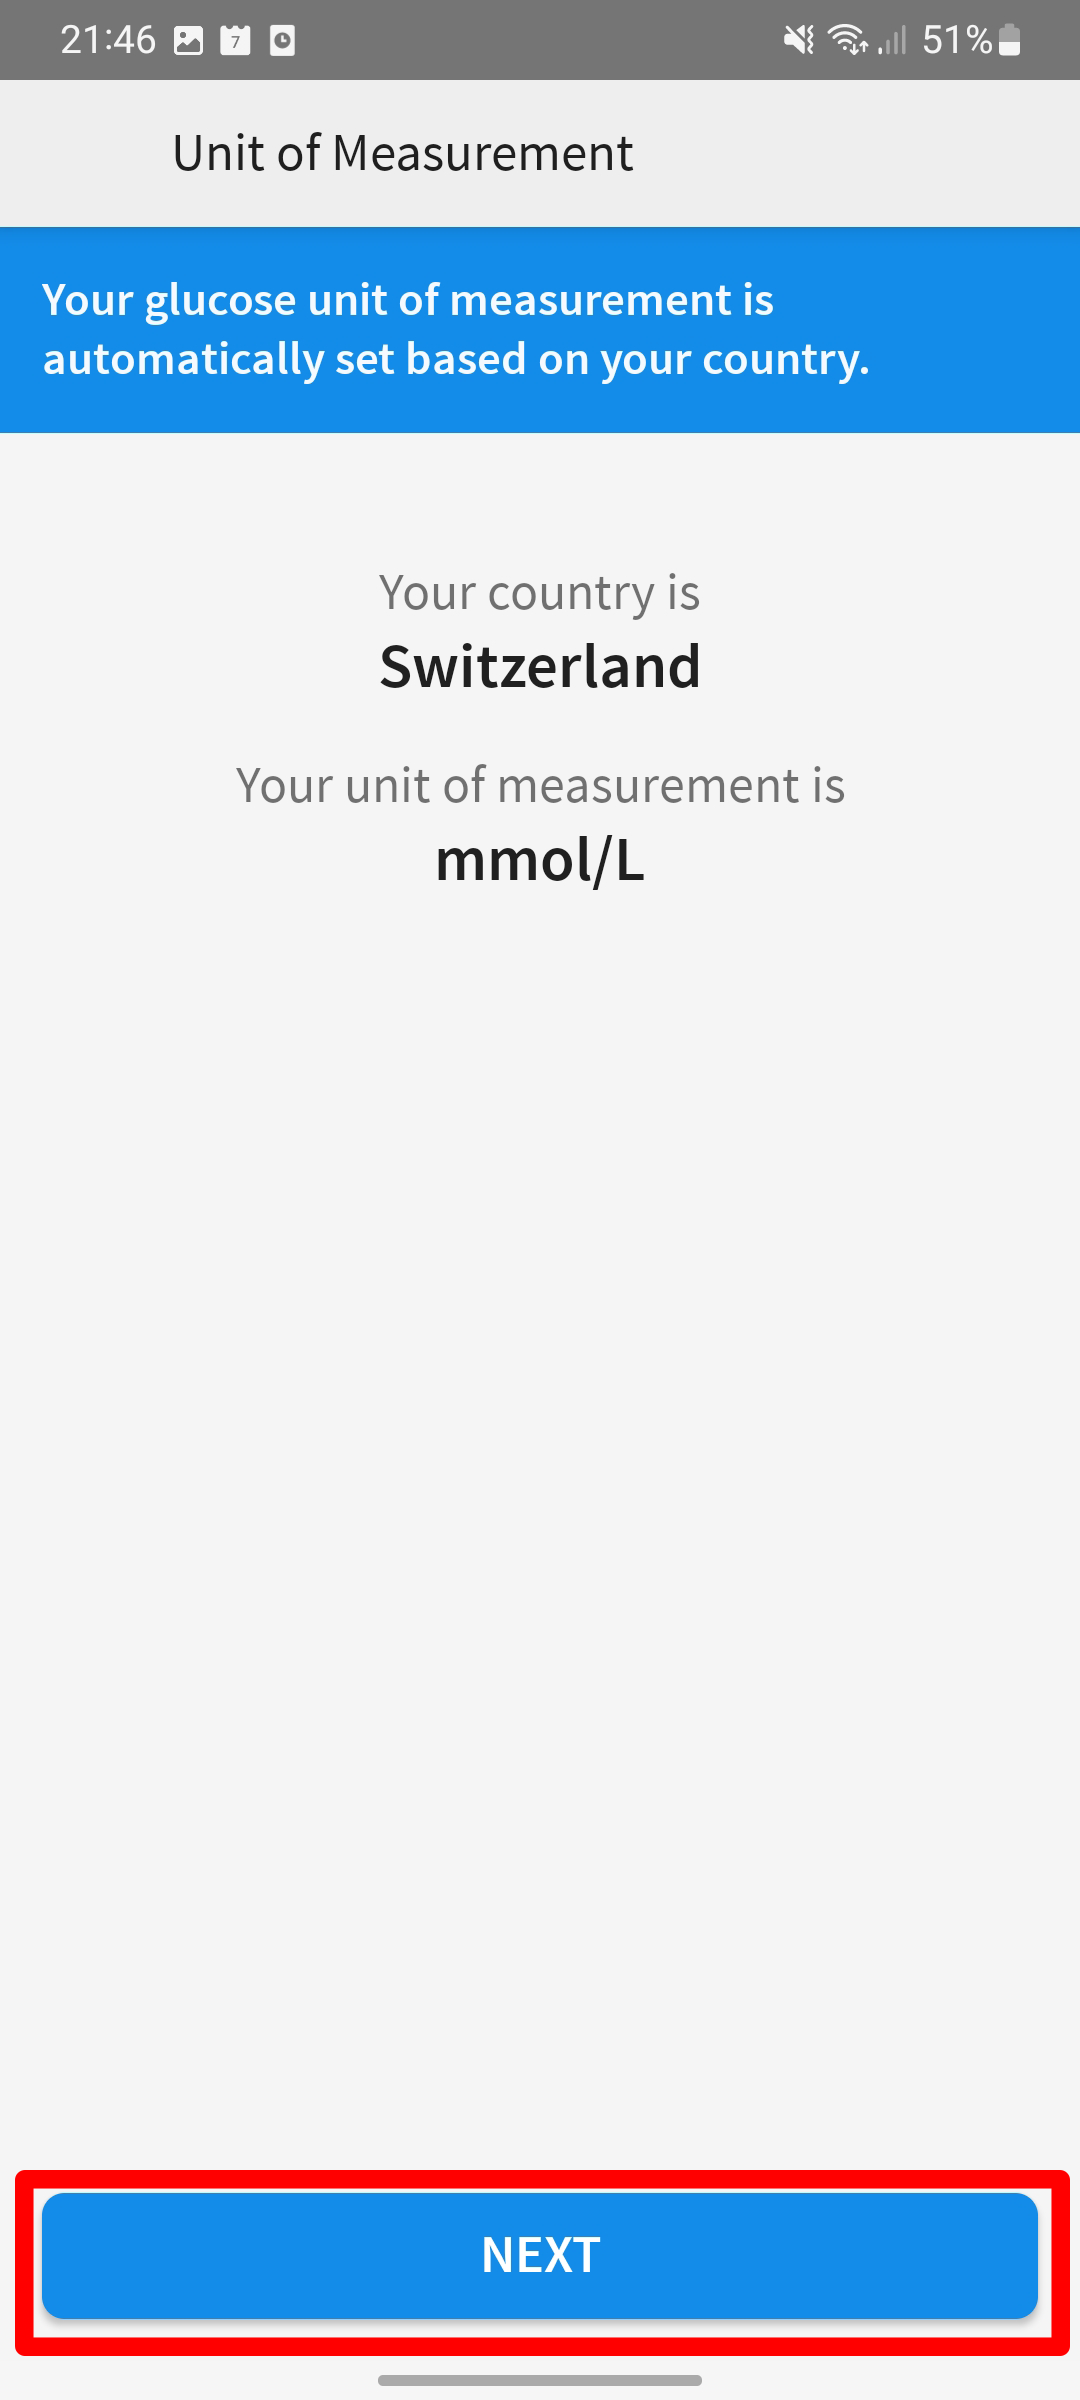 21:46 7 51%
Unit of Measurement
Your glucose unit of measurement is
automatically set based on your country.
Your country is
Switzerland
Your unit of measurement is
mmol/L
NEXT